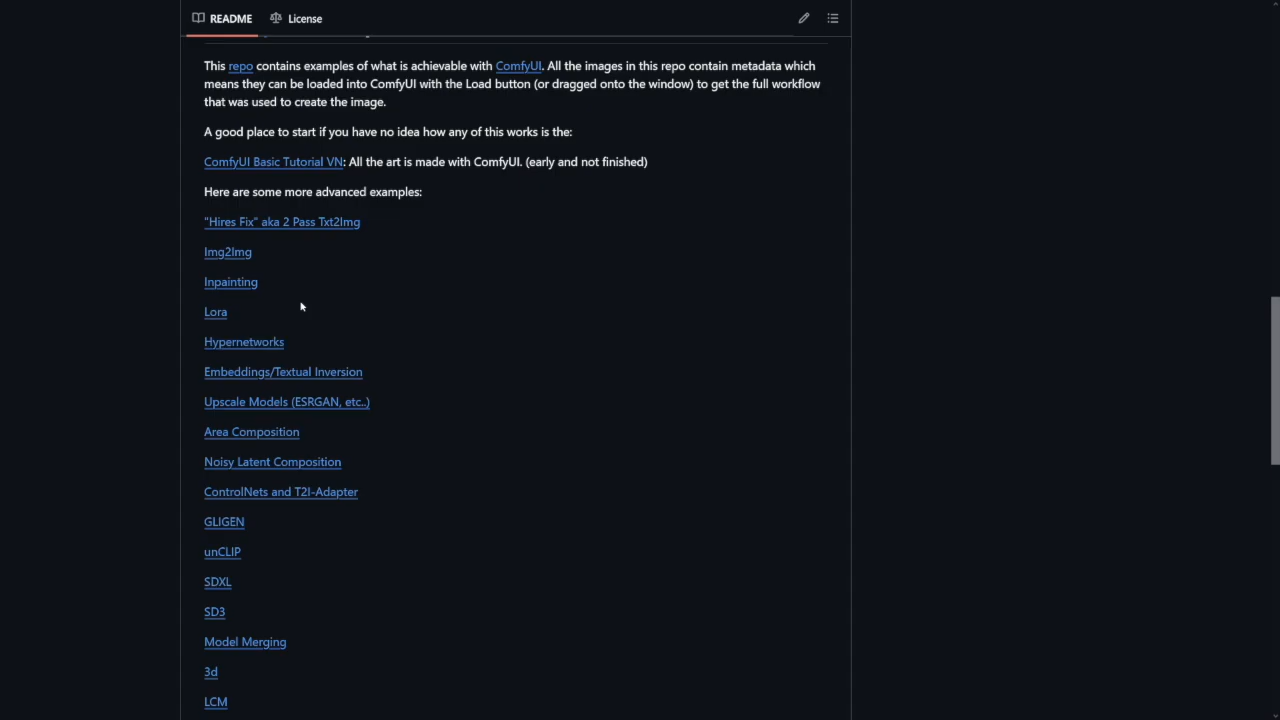 README
License
This repo contains examples of what is achievable with ComfyUI. All the images in this repo contain metadata which
means they can be loaded into ComfyUI with the Load button (or dragged onto the window) to get the full workflow
that was used to create the image.
A good place to start if you have no idea how any of this works is the:
ComfyUI Basic Tutorial VN: All the art is made with ComfyUI. (early and not finished)
Here are some more advanced examples:
"Hires Fix" aka 2 Pass Txt2Img
Img2Img
Inpainting
Lora
Hypernetworks
Embeddings/Textual Inversion
Upscale Models (ESRGAN, etc..)
Area Composition
Noisy Latent Composition
ControlNets and T2I-Adapter
GLIGEN
unCLIP
SDXL
SD3
Model Merging
3d
LCM